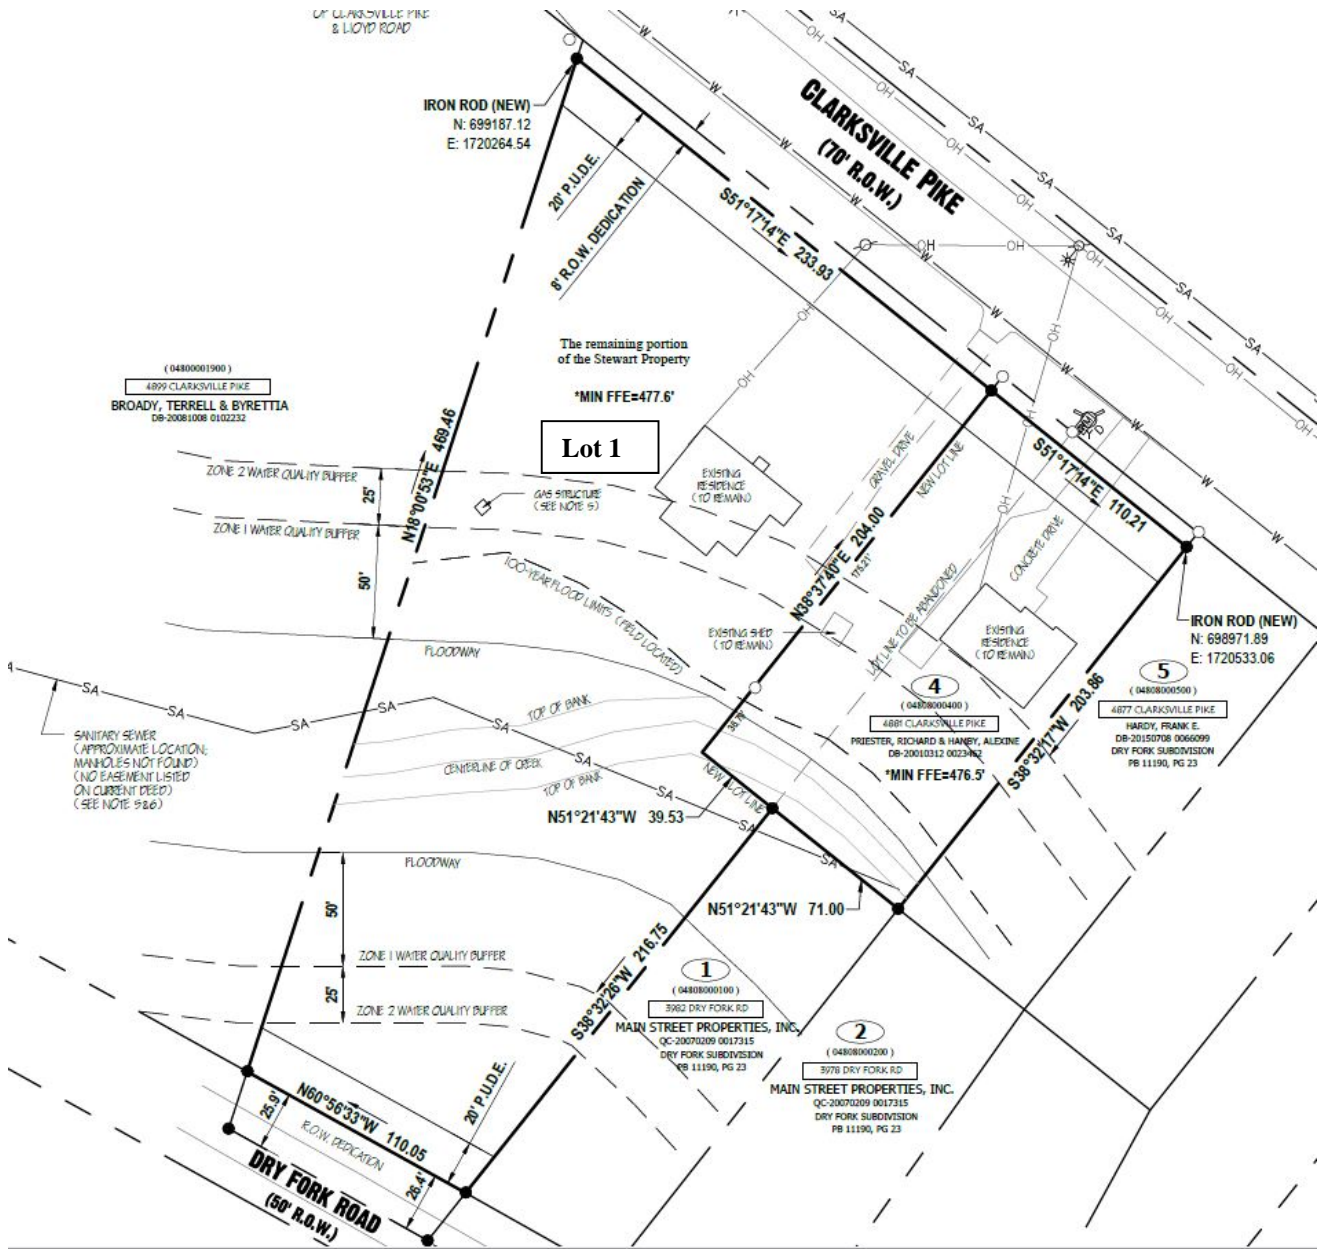 OF CLARKSVILLE PIKE
& LLOYD ROAD
IRON ROD (NEW)
N: 699187.12
E: 1720264.54
CLARKSVILLE PIKE
(70' R.O.W.)
20' P.U.D.E.
8' R.O.W. DEDICATION
S51°17'14"E 233.93
The remaining portion
of the Stewart Property
*MIN FFE=477.6'
Lot 1
( 04800001900 )
4899 CLARKSVILLE PIKE
BROADY, TERRELL & BYRETTIA
DB-20081008 0102232
N18°00'53"E 469.46
ZONE 2 WATER QUALITY BUFFER
25'
ZONE 1 WATER QUALITY BUFFER
50'
GAS STRUCTURE
(SEE NOTE 5)
EXISTING
RESIDENCE
(TO REMAIN)
GRAVEL DRIVE
NEW LOT LINE
N38°37'40"E 204.00
175.21'
S51°17'14"E 110.21
CONCRETE DRIVE
LOT LINE TO BE ABANDONED
100-YEAR FLOOD LIMITS (FIELD LOCATED)
EXISTING SHED
(TO REMAIN)
EXISTING
RESIDENCE
(TO REMAIN)
IRON ROD (NEW)
N: 698971.89
E: 1720533.06
5
( 04808000500 )
4877 CLARKSVILLE PIKE
HARDY, FRANK E.
DB-20150708 0066099
DRY FORK SUBDIVISION
PB 11190, PG 23
4
( 04808000400 )
4881 CLARKSVILLE PIKE
PRIESTER, RICHARD & HANBY, ALEXINE
DB-20010312 0023462
*MIN FFE=476.5'
S38°32'17"W 203.86
FLOODWAY
SANITARY SEWER
(APPROXIMATE LOCATION;
MANHOLES NOT FOUND)
(NO EASEMENT LISTED
ON CURRENT DEED)
(SEE NOTE 5&6)
TOP OF BANK
CENTERLINE OF CREEK
TOP OF BANK
NEW LOT LINE
N51°21'43"W 39.53
N51°21'43"W 71.00
FLOODWAY
50'
ZONE 1 WATER QUALITY BUFFER
25'
ZONE 2 WATER QUALITY BUFFER
S38°32'26"W 216.75
1
( 04808000100 )
3982 DRY FORK RD
MAIN STREET PROPERTIES, INC.
QC-20070209 0017315
DRY FORK SUBDIVISION
PB 11190, PG 23
2
( 04808000200 )
3978 DRY FORK RD
MAIN STREET PROPERTIES, INC.
QC-20070209 0017315
DRY FORK SUBDIVISION
PB 11190, PG 23
N60°56'33"W 110.05
20' P.U.D.E.
25.9'
R.O.W. DEDICATION
26.4'
DRY FORK ROAD
(50' R.O.W.)